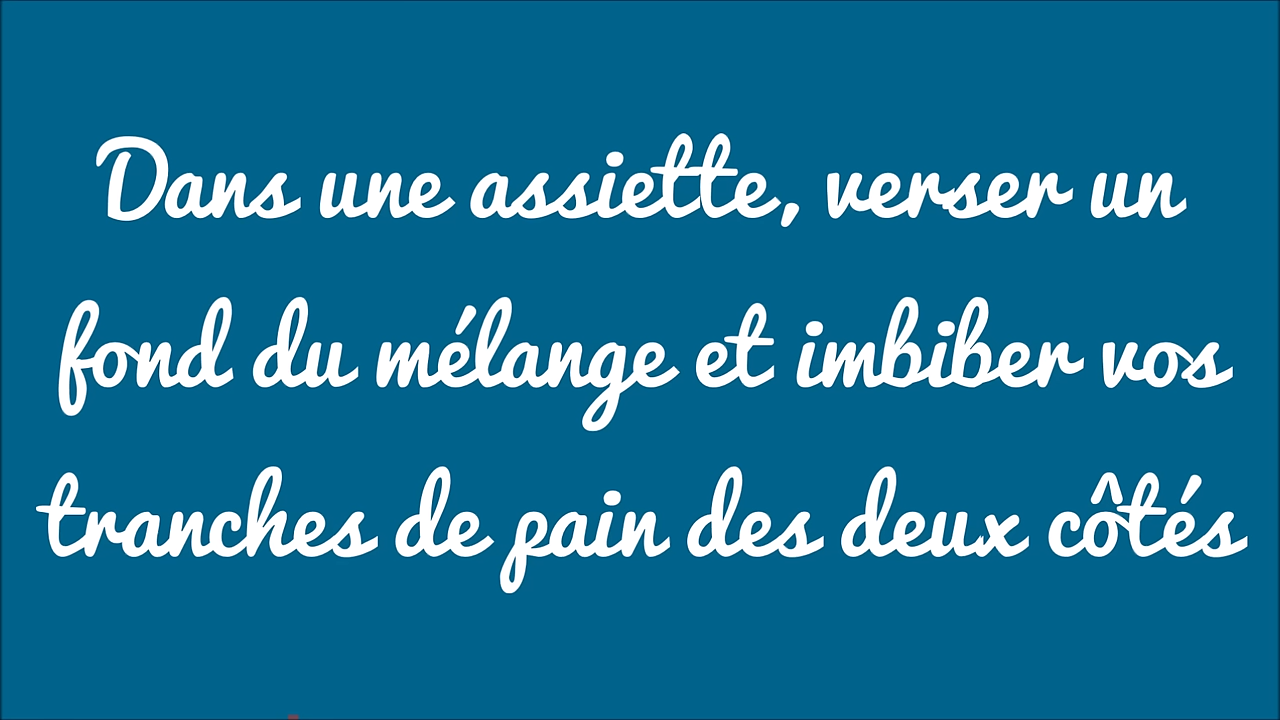 Dans une assiette, verser un
fond du mélange et imbiber vos
tranches de pain des deux côtés